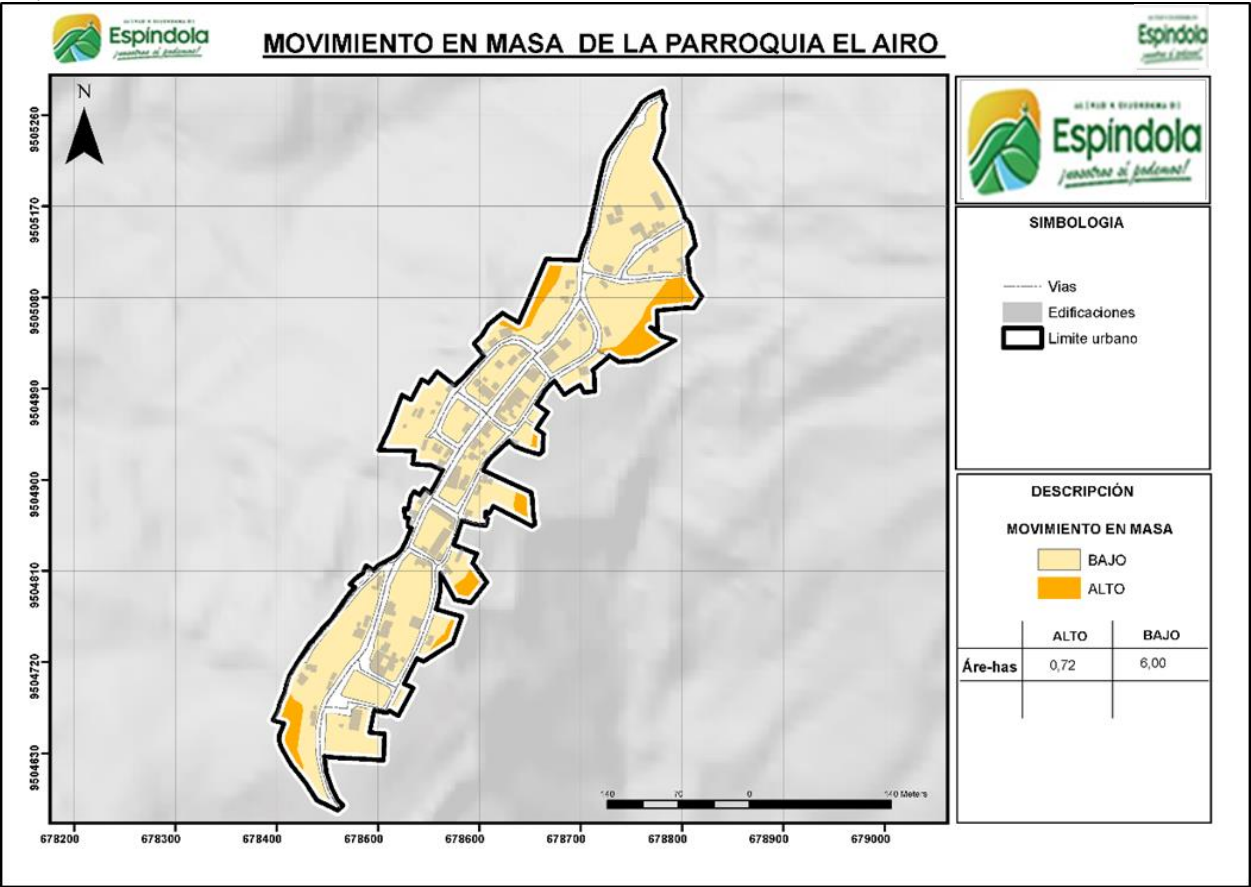 Espíndola
¡nosotros sí podemos!
MOVIMIENTO EN MASA DE LA PARROQUIA EL AIRO
Espíndola
N
9505260
9505170
9505080
9504990
9504900
9504810
9504720
9504630
678200
678300
678400
678500
678600
678700
678800
678900
679000
140
70
0
140 Meters
Espíndola
¡nosotros sí podemos!
SIMBOLOGIA
Vias
Edificaciones
Limite urbano
DESCRIPCIÓN
MOVIMIENTO EN MASA
BAJO
ALTO
ALTO BAJO
Áre-has 0,72 6,00